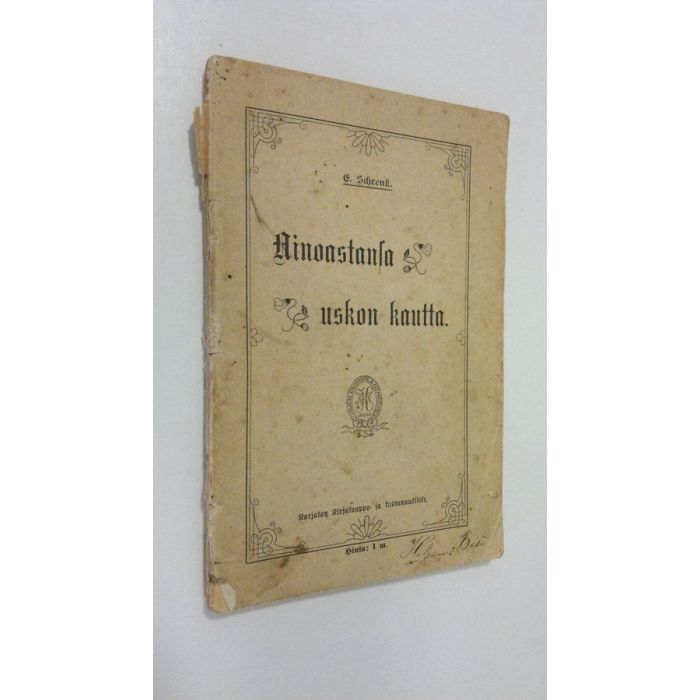 E. Schrenk.
Ainoastansa
uskon kautta.
Karjalan Kirjakauppa- ja Kustannusliike.
Hinta: 1 m.